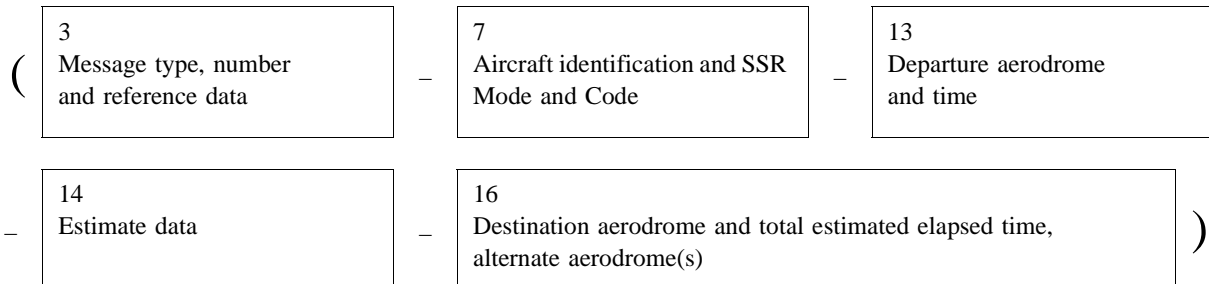 (
3
Message type, number
and reference data
–
7
Aircraft identification and SSR
Mode and Code
–
13
Departure aerodrome
and time
–
14
Estimate data
–
16
Destination aerodrome and total estimated elapsed time,
alternate aerodrome(s)
)